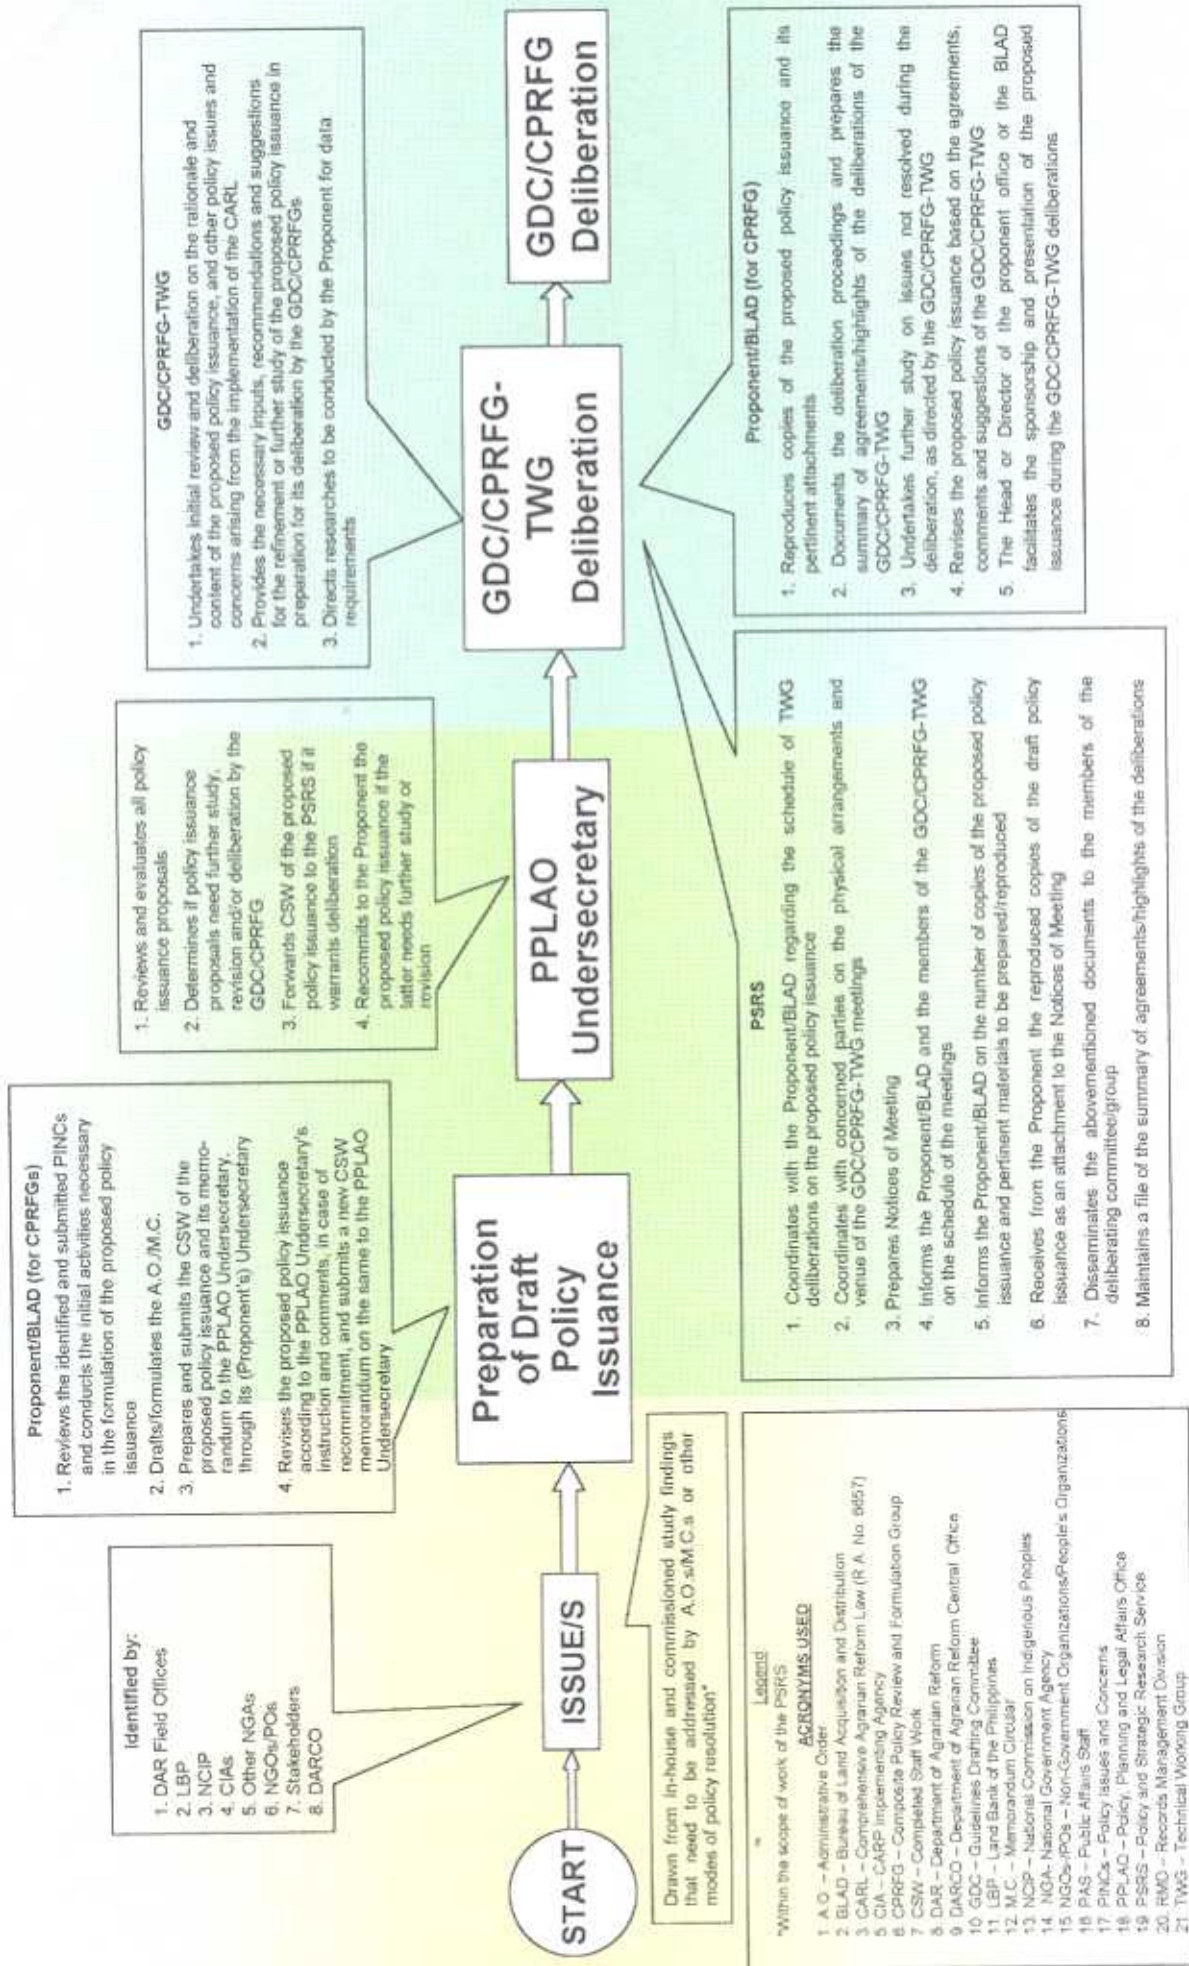 START
ISSUE/S
Preparation
of Draft
Policy
Issuance
PPLAO
Undersecretary
GDC/CPRFG-
TWG
Deliberation
GDC/CPRFG
Deliberation
Identified by:
1. DAR Field Offices
2. LBP
3. NCIP
4. CIAs
5. Other NGAs
6. NGOs/POs
7. Stakeholders
8. DARCO
Proponent/BLAD (for CPRFGs)
1. Reviews the identified and submitted PINCs
and conducts the initial activities necessary
in the formulation of the proposed policy
issuance
2. Drafts/formulates the A.O./M.C.
3. Prepares and submits the CSW of the
proposed policy issuance and its memo-
randum to the PPLAO Undersecretary,
through its (Proponent's) Undersecretary
4. Revises the proposed policy issuance
according to the PPLAO Undersecretary's
instruction and comments, in case of
recommitment, and submits a new CSW
memorandum on the same to the PPLAO
Undersecretary
1. Reviews and evaluates all policy
issuance proposals
2. Determines if policy issuance
proposals need further study,
revision and/or deliberation by the
GDC/CPRFG
3. Forwards CSW of the proposed
policy issuance to the PSRS if it
warrants deliberation
4. Recommits to the Proponent the
proposed policy issuance if the
latter needs further study or
revision
GDC/CPRFG-TWG
1. Undertakes initial review and deliberation on the rationale and
content of the proposed policy issuance, and other policy issues and
concerns arising from the implementation of the CARL
2. Provides the necessary inputs, recommendations and suggestions
for the refinement or further study of the proposed policy issuance in
preparation for its deliberation by the GDC/CPRFGs
3. Directs researches to be conducted by the Proponent for data
requirements
Drawn from in-house and commissioned study findings
that need to be addressed by A.O.s/M.C.s or other
modes of policy resolution*
Legend
*Within the scope of work of the PSRS
ACRONYMS USED
1 A.O. – Administrative Order
2. BLAD – Bureau of Land Acquisition and Distribution
3. CARL – Comprehensive Agrarian Reform Law (R.A. No. 6657)
5 CIA – CARP Implementing Agency
6 CPRFG – Composite Policy Review and Formulation Group
7 CSW – Completed Staff Work
8 DAR – Department of Agrarian Reform
9 DARCO – Department of Agrarian Reform Central Office
10 GDC – Guidelines Drafting Committee
11 LBP – Land Bank of the Philippines
12. M.C. – Memorandum Circular
13. NCIP – National Commission on Indigenous Peoples
14. NGA- National Government Agency
15 NGOs/POs – Non-Government Organizations/People's Organizations
16 PAS – Public Affairs Staff
17 PINCs – Policy Issues and Concerns
18 PPLAO – Policy, Planning and Legal Affairs Office
19 PSRS – Policy and Strategic Research Service
20. RMD – Records Management Division
21 TWG – Technical Working Group
PSRS
1. Coordinates with the Proponent/BLAD regarding the schedule of TWG
deliberations on the proposed policy issuance
2. Coordinates with concerned parties on the physical arrangements and
venue of the GDC/CPRFG-TWG meetings
3. Prepares Notices of Meeting
4. Informs the Proponent/BLAD and the members of the GDC/CPRFG-TWG
on the schedule of the meetings
5. Informs the Proponent/BLAD on the number of copies of the proposed policy
issuance and pertinent materials to be prepared/reproduced
6. Receives from the Proponent the reproduced copies of the draft policy
issuance as an attachment to the Notices of Meeting
7. Disseminates the abovementioned documents to the members of the
deliberating committee/group
8. Maintains a file of the summary of agreements/highlights of the deliberations
Proponent/BLAD (for CPRFG)
1. Reproduces copies of the proposed policy issuance and its
pertinent attachments
2. Documents the deliberation proceedings and prepares the
summary of agreements/highlights of the deliberations of the
GDC/CPRFG-TWG
3. Undertakes further study on issues not resolved during the
deliberation, as directed by the GDC/CPRFG-TWG
4. Revises the proposed policy issuance based on the agreements,
comments and suggestions of the GDC/CPRFG-TWG
5. The Head or Director of the proponent office or the BLAD
facilitates the sponsorship and presentation of the proposed
issuance during the GDC/CPRFG-TWG deliberations